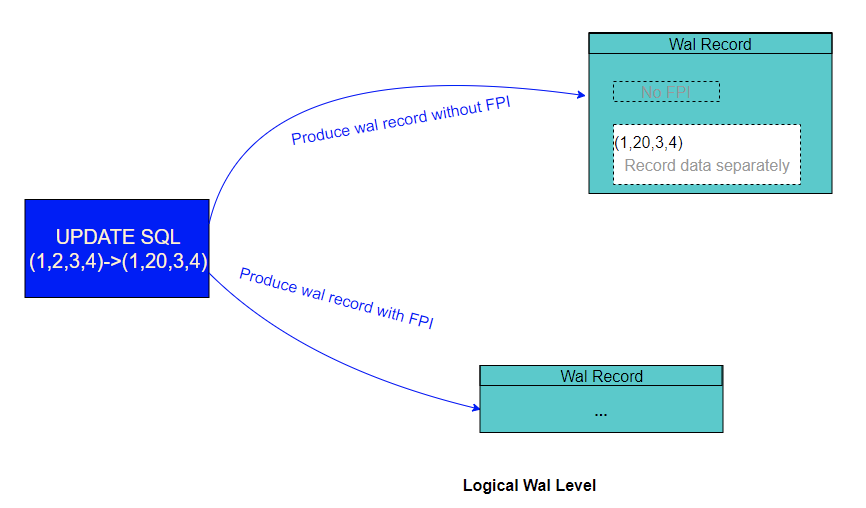 Wal Record
No FPI
Produce wal record without FPI
(1,20,3,4)
Record data separately
UPDATE SQL
(1,2,3,4)->(1,20,3,4)
Produce wal record with FPI
Wal Record
...
Logical Wal Level